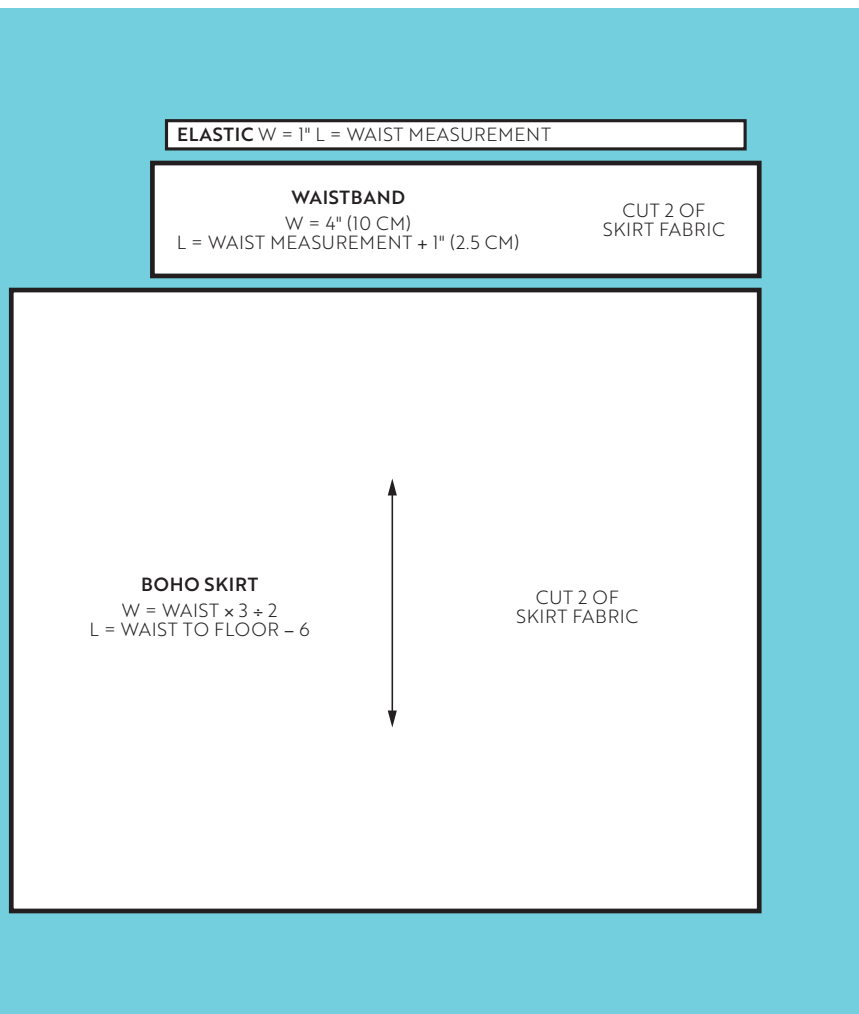 ELASTIC W = 1" L = WAIST MEASUREMENT
WAISTBAND
W = 4" (10 CM)
L = WAIST MEASUREMENT + 1" (2.5 CM)
CUT 2 OF
SKIRT FABRIC
BOHO SKIRT
W = WAIST × 3 ÷ 2
L = WAIST TO FLOOR – 6
CUT 2 OF
SKIRT FABRIC